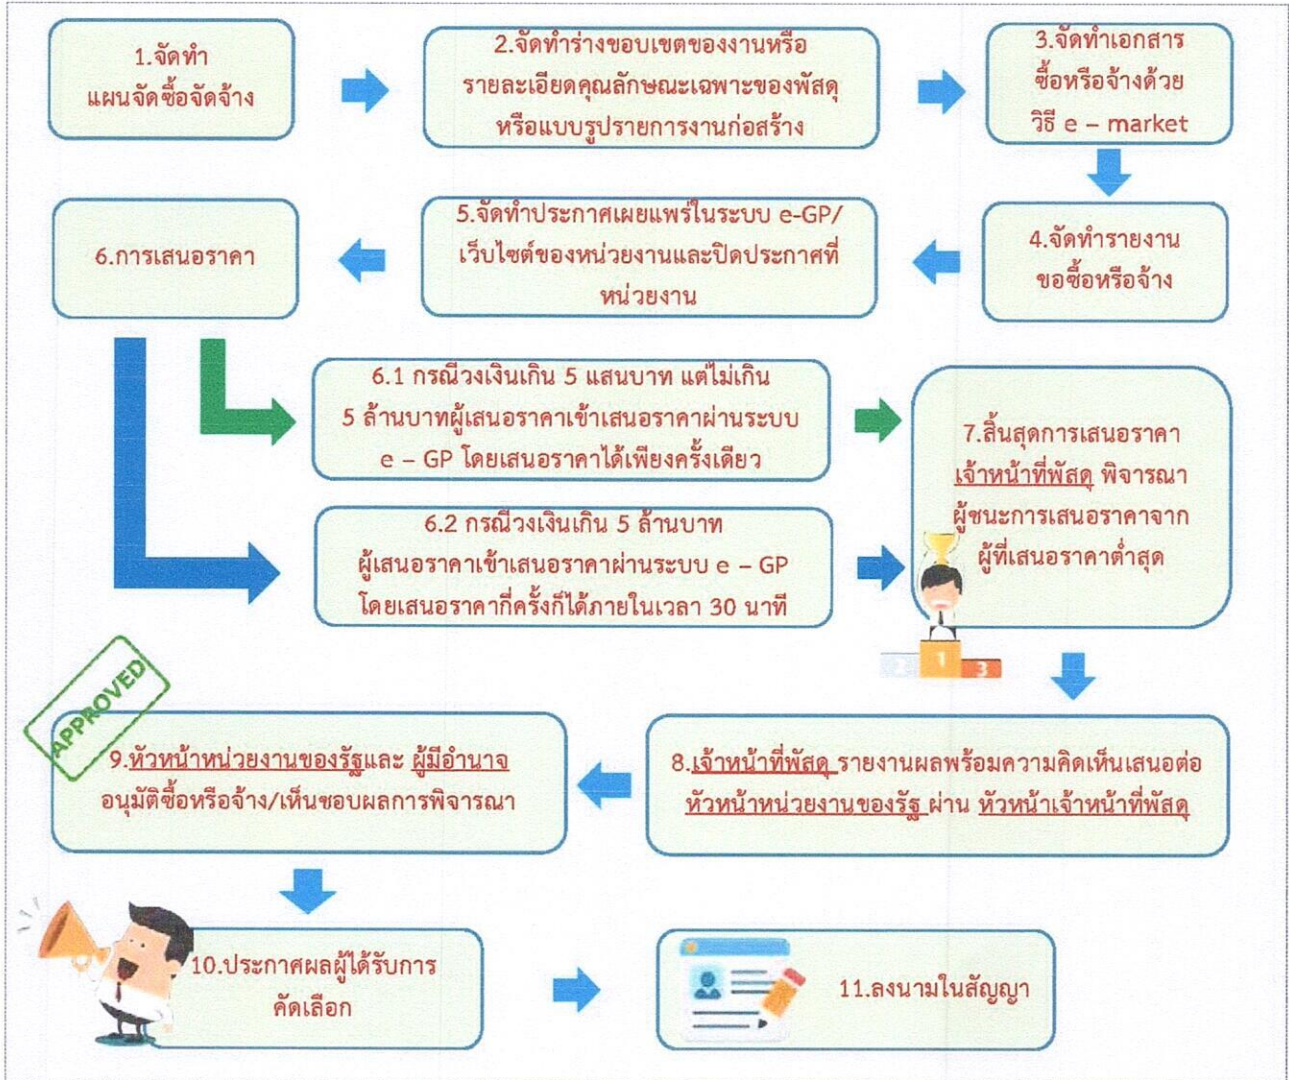 1.จัดทำ
แผนจัดซื้อจัดจ้าง
2.จัดทำร่างขอบเขตของงานหรือ
รายละเอียดคุณลักษณะเฉพาะของพัสดุ
หรือแบบรูปรายการงานก่อสร้าง
3.จัดทำเอกสาร
ซื้อหรือจ้างด้วย
วิธี e – market
4.จัดทำรายงาน
ขอซื้อหรือจ้าง
5.จัดทำประกาศเผยแพร่ในระบบ e-GP/
เว็บไซต์ของหน่วยงานและปิดประกาศที่
หน่วยงาน
6.การเสนอราคา
6.1 กรณีวงเงินเกิน 5 แสนบาท แต่ไม่เกิน
5 ล้านบาทผู้เสนอราคาเข้าเสนอราคาผ่านระบบ
e – GP โดยเสนอราคาได้เพียงครั้งเดียว
6.2 กรณีวงเงินเกิน 5 ล้านบาท
ผู้เสนอราคาเข้าเสนอราคาผ่านระบบ e – GP
โดยเสนอราคากี่ครั้งก็ได้ภายในเวลา 30 นาที
7.สิ้นสุดการเสนอราคา
เจ้าหน้าที่พัสดุ พิจารณา
ผู้ชนะการเสนอราคาจาก
ผู้ที่เสนอราคาต่ำสุด
2 1 3
8.เจ้าหน้าที่พัสดุ รายงานผลพร้อมความคิดเห็นเสนอต่อ
หัวหน้าหน่วยงานของรัฐ ผ่าน หัวหน้าเจ้าหน้าที่พัสดุ
APPROVED
9.หัวหน้าหน่วยงานของรัฐและ ผู้มีอำนาจ
อนุมัติซื้อหรือจ้าง/เห็นชอบผลการพิจารณา
10.ประกาศผลผู้ได้รับการ
คัดเลือก
11.ลงนามในสัญญา